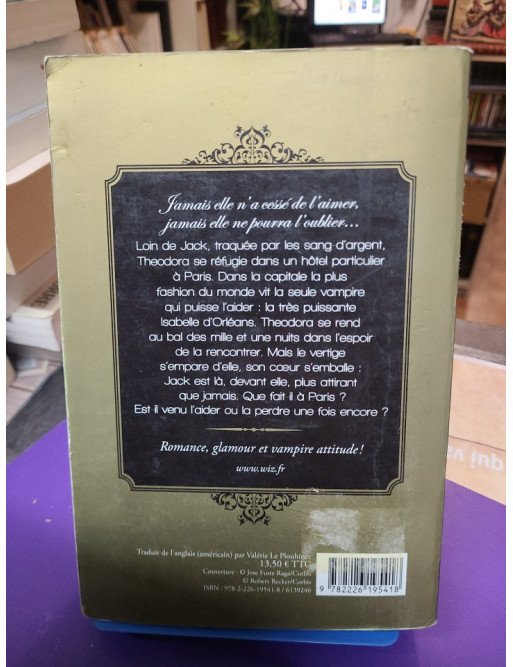 Jamais elle n'a cessé de l'aimer,
jamais elle ne pourra l'oublier...
Loin de Jack, traquée par les sang-d'argent,
Theodora se réfugie dans un hôtel particulier
à Paris. Dans la capitale la plus
fashion du monde vit la seule vampire
qui puisse l'aider : la très puissante
Isabelle d'Orléans. Theodora se rend
au bal des mille et une nuits dans l'espoir
de la rencontrer. Mais le vertige
s'empare d'elle, son cœur s'emballe :
Jack est là, devant elle, plus attirant
que jamais. Que fait il à Paris ?
Est il venu l'aider ou la perdre une fois encore ?
Romance, glamour et vampire attitude !
www.wiz.fr
Traduit de l'anglais (américain) par Valérie Le Plouhinec
13,50 € TTC
Couverture : © Jose Fuste Raga/Corbis
© Robert Recker/Corbis
ISBN : 978-2-226-19541-8 / 6139240
9 782226 195418
qui va